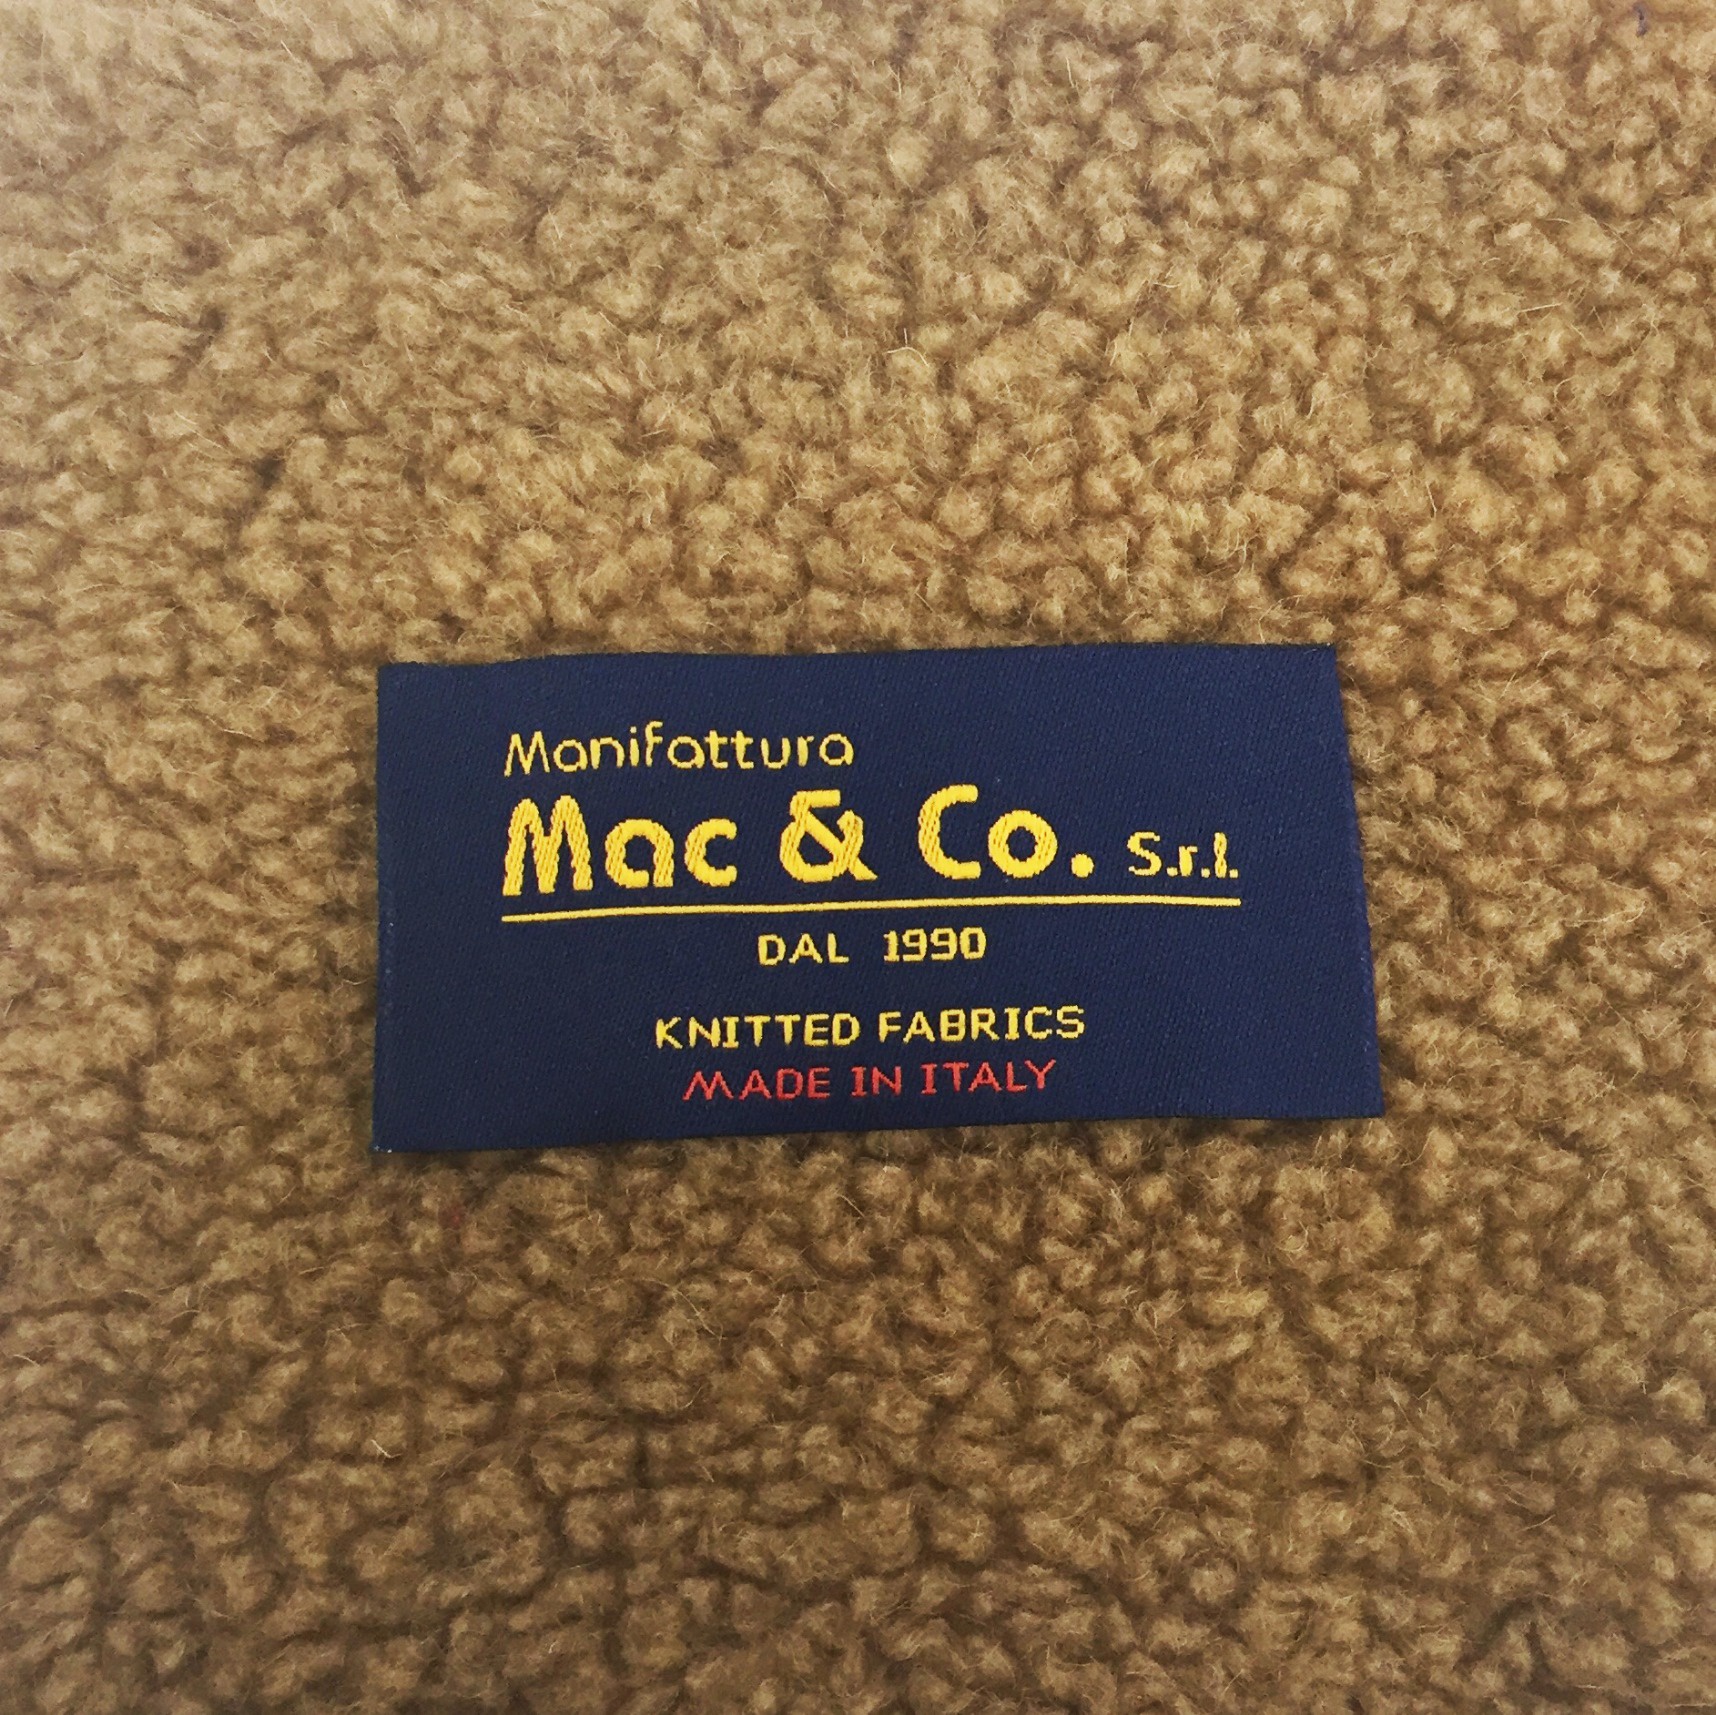 Manifattura
Mac & Co. S.r.l.
DAL 1990
KNITTED FABRICS
MADE IN ITALY